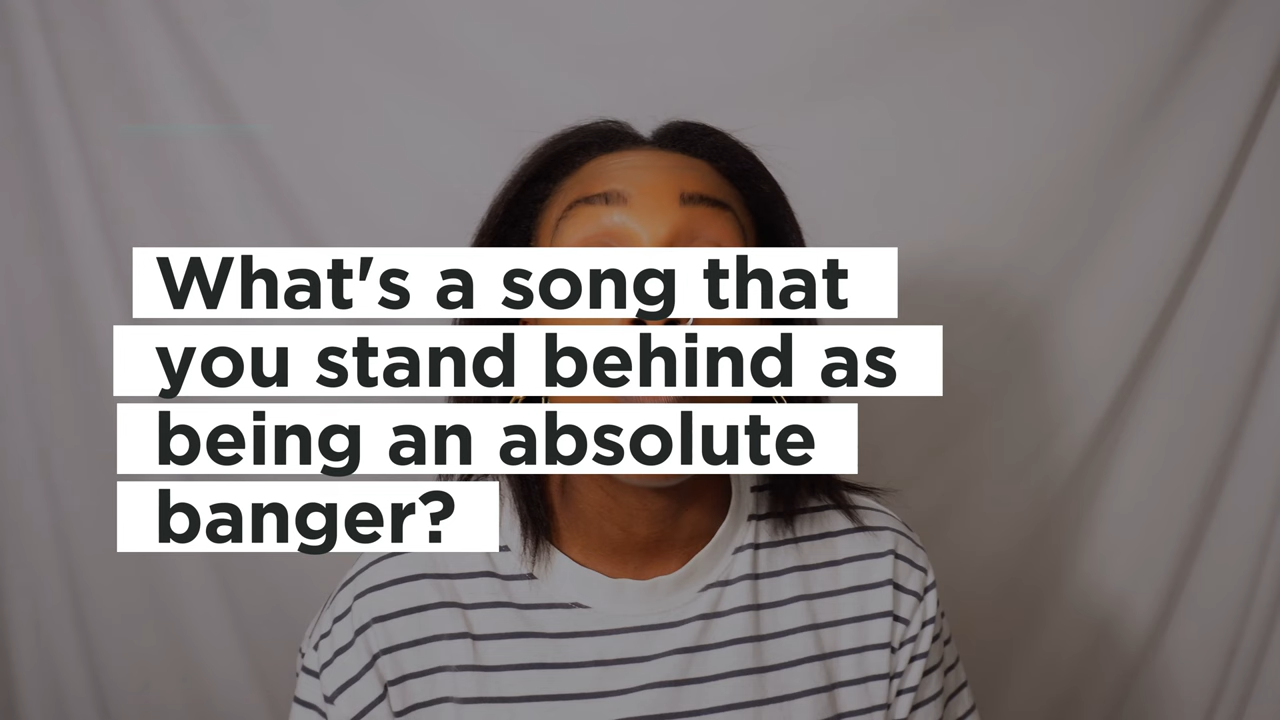 What's a song that
you stand behind as
being an absolute
banger?